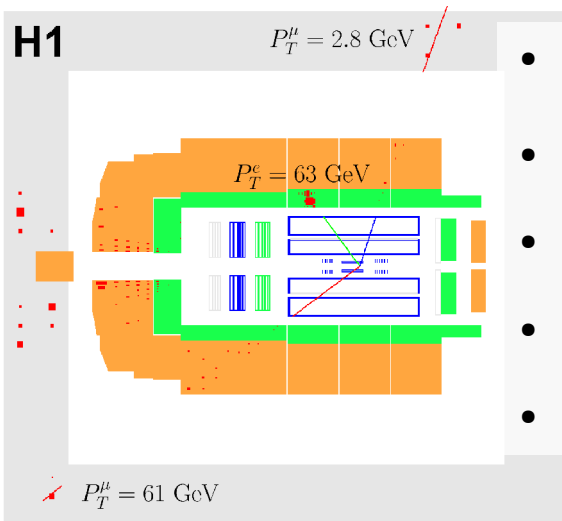 H1
P_T^μ = 2.8 GeV
P_T^e = 63 GeV
P_T^μ = 61 GeV